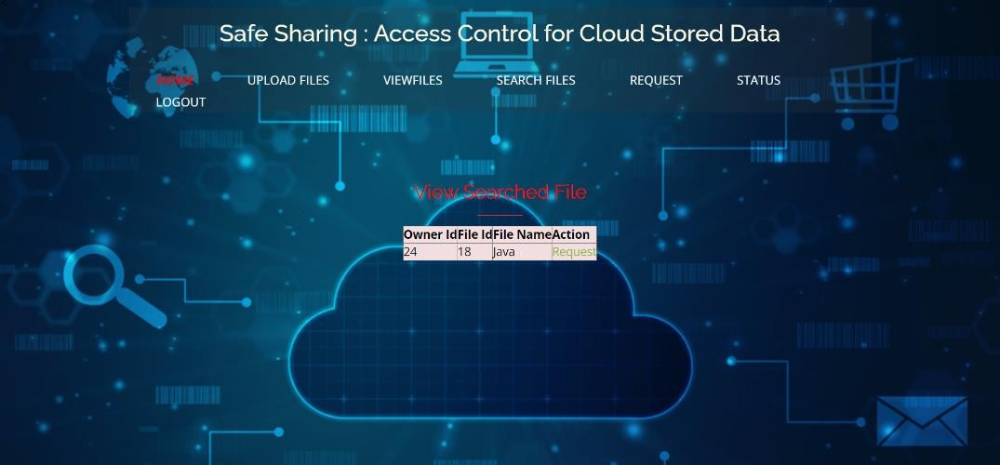 Safe Sharing : Access Control for Cloud Stored Data
HOME UPLOAD FILES VIEWFILES SEARCH FILES REQUEST STATUS
LOGOUT
View Searched File
Owner Id File Id File Name Action
24 18 Java Request